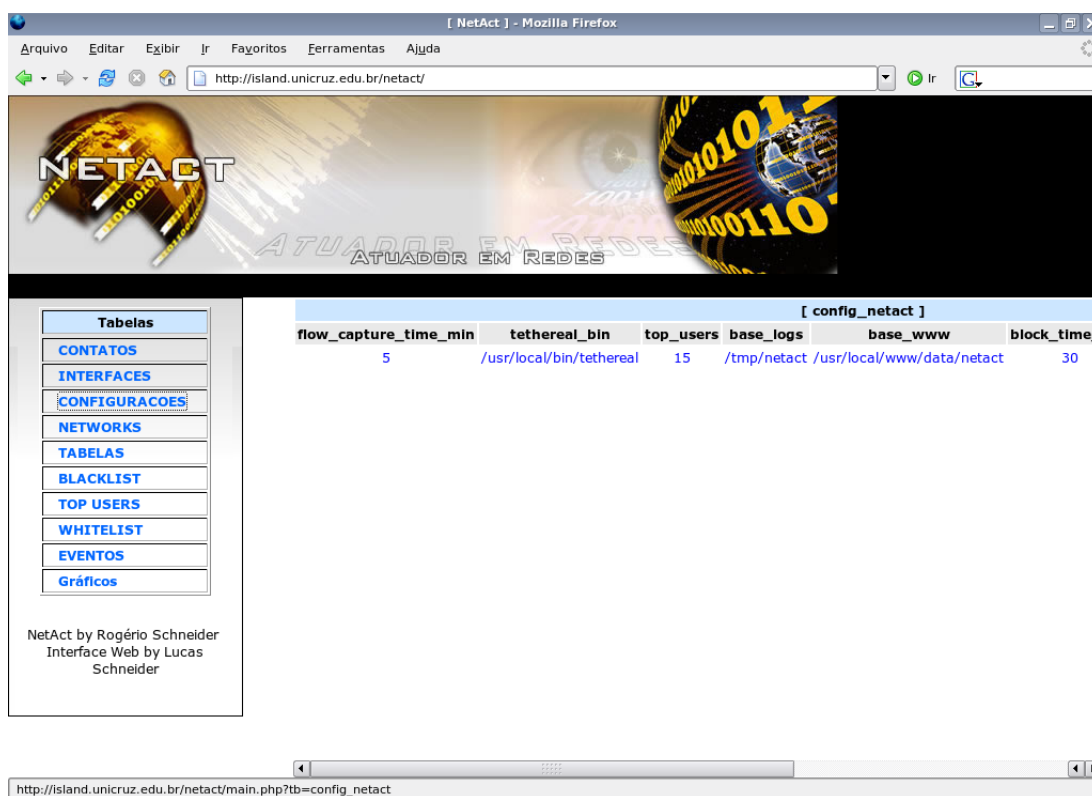 [ NetAct ] - Mozilla Firefox
Arquivo Editar Exibir Ir Favoritos Ferramentas Ajuda
http://island.unicruz.edu.br/netact/ Ir G
NETACT
ATUADOR EM REDES
ATUADOR EM REDES
Tabelas
CONTATOS
INTERFACES
CONFIGURACOES
NETWORKS
TABELAS
BLACKLIST
TOP USERS
WHITELIST
EVENTOS
Gráficos
NetAct by Rogério Schneider
Interface Web by Lucas
Schneider
[ config_netact ]
flow_capture_time_min tethereal_bin top_users base_logs base_www block_time
5 /usr/local/bin/tethereal 15 /tmp/netact /usr/local/www/data/netact 30
http://island.unicruz.edu.br/netact/main.php?tb=config_netact